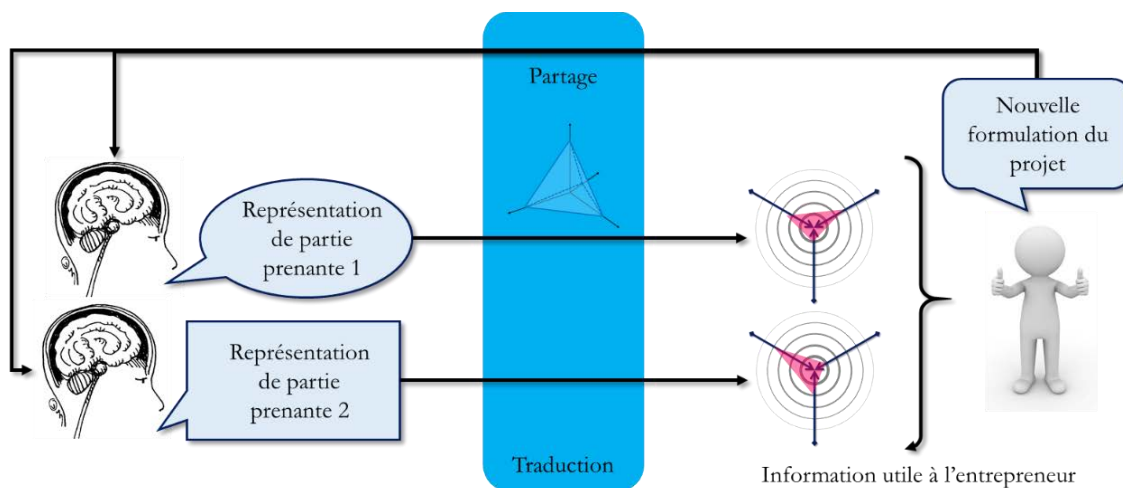 Partage
Nouvelle
formulation du
projet
Représentation
de partie
prenante 1
Représentation
de partie
prenante 2
Traduction
Information utile à l'entrepreneur